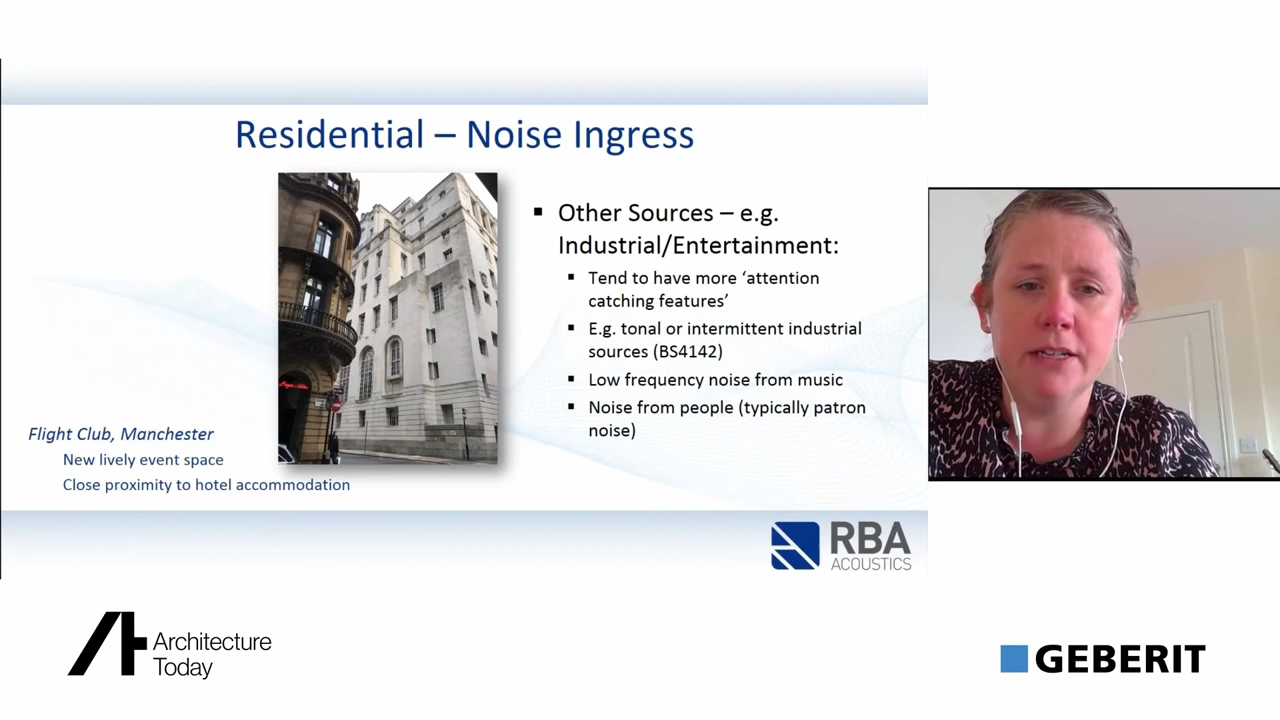 Residential – Noise Ingress
Other Sources – e.g.
Industrial/Entertainment:
Tend to have more ‘attention
catching features’
E.g. tonal or intermittent industrial
sources (BS4142)
Low frequency noise from music
Noise from people (typically patron
noise)
Flight Club, Manchester
New lively event space
Close proximity to hotel accommodation
RBA
ACOUSTICS
Architecture
Today
GEBERIT